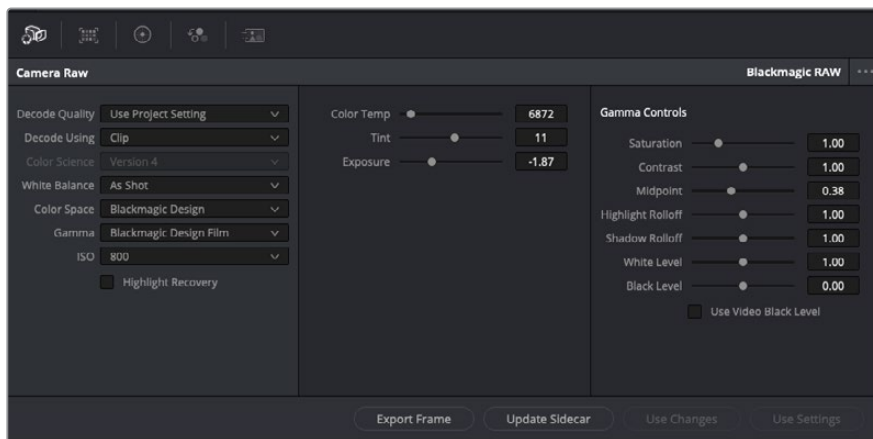 Camera Raw
Blackmagic RAW
Decode Quality Use Project Setting
Decode Using Clip
Color Science Version 4
White Balance As Shot
Color Space Blackmagic Design
Gamma Blackmagic Design Film
ISO 800
Highlight Recovery
Color Temp 6872
Tint 11
Exposure -1.87
Gamma Controls
Saturation 1.00
Contrast 1.00
Midpoint 0.38
Highlight Rolloff 1.00
Shadow Rolloff 1.00
White Level 1.00
Black Level 0.00
Use Video Black Level
Export Frame
Update Sidecar
Use Changes
Use Settings